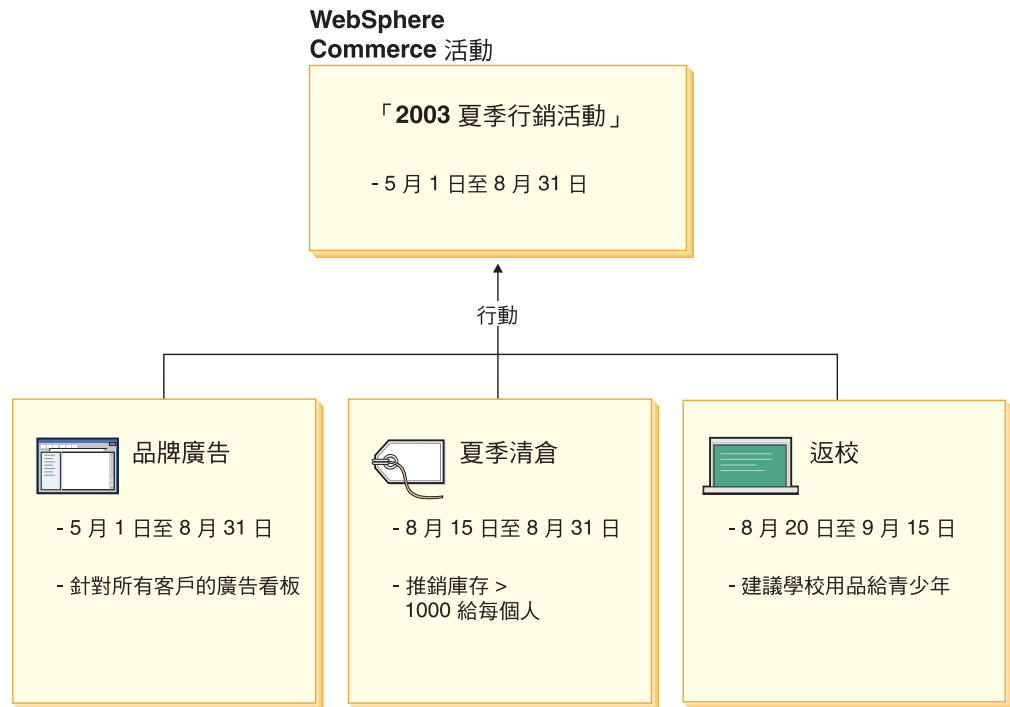 WebSphere
Commerce 活動
「2003 夏季行銷活動」
- 5 月 1 日至 8 月 31 日
行動
品牌廣告
- 5 月 1 日至 8 月 31 日
- 針對所有客戶的廣告看板
夏季清倉
- 8 月 15 日至 8 月 31 日
- 推銷庫存 >
1000 給每個人
返校
- 8 月 20 日至 9 月 15 日
- 建議學校用品給青少年